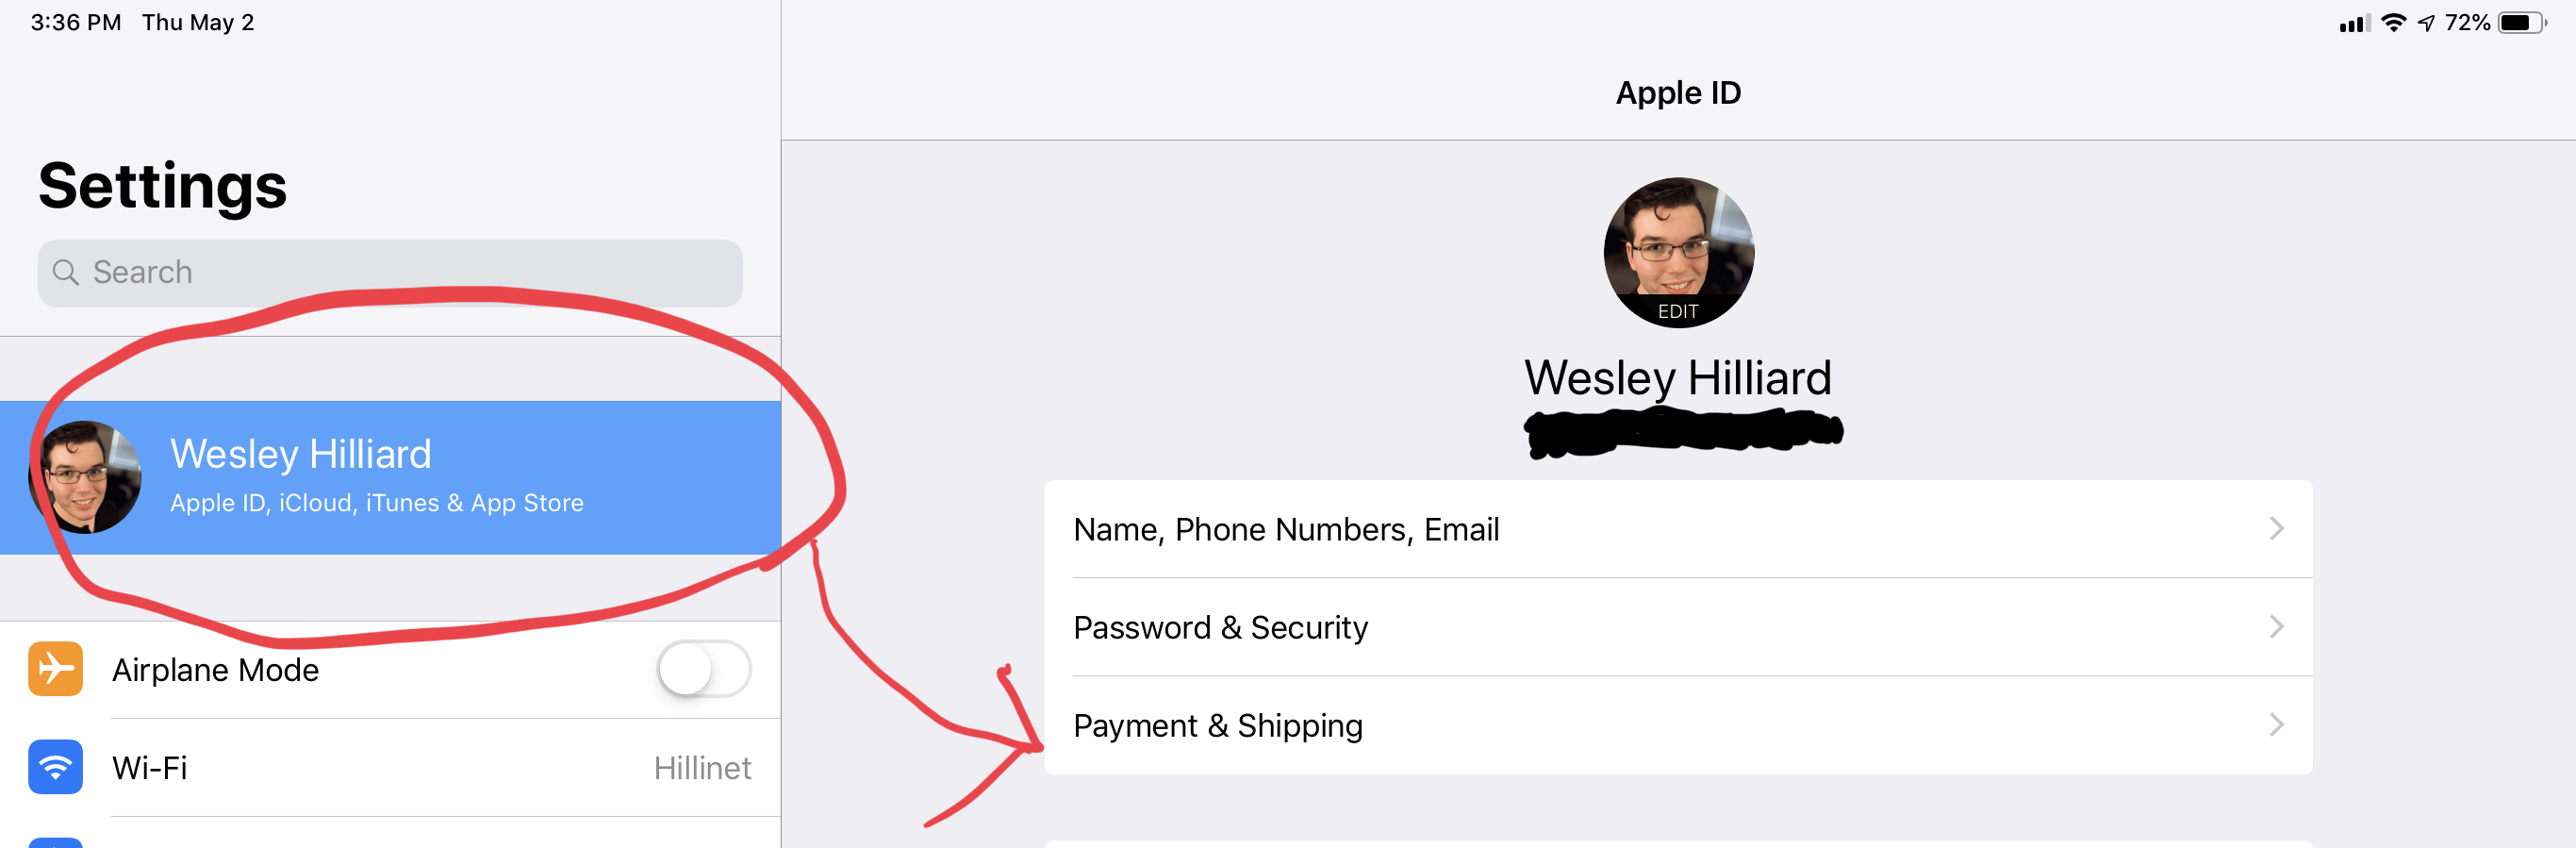 3:36 PM Thu May 2
72%
Settings
Search
Wesley Hilliard
Apple ID, iCloud, iTunes & App Store
Airplane Mode
Wi-Fi Hillinet
Apple ID
EDIT
Wesley Hilliard
Name, Phone Numbers, Email
Password & Security
Payment & Shipping